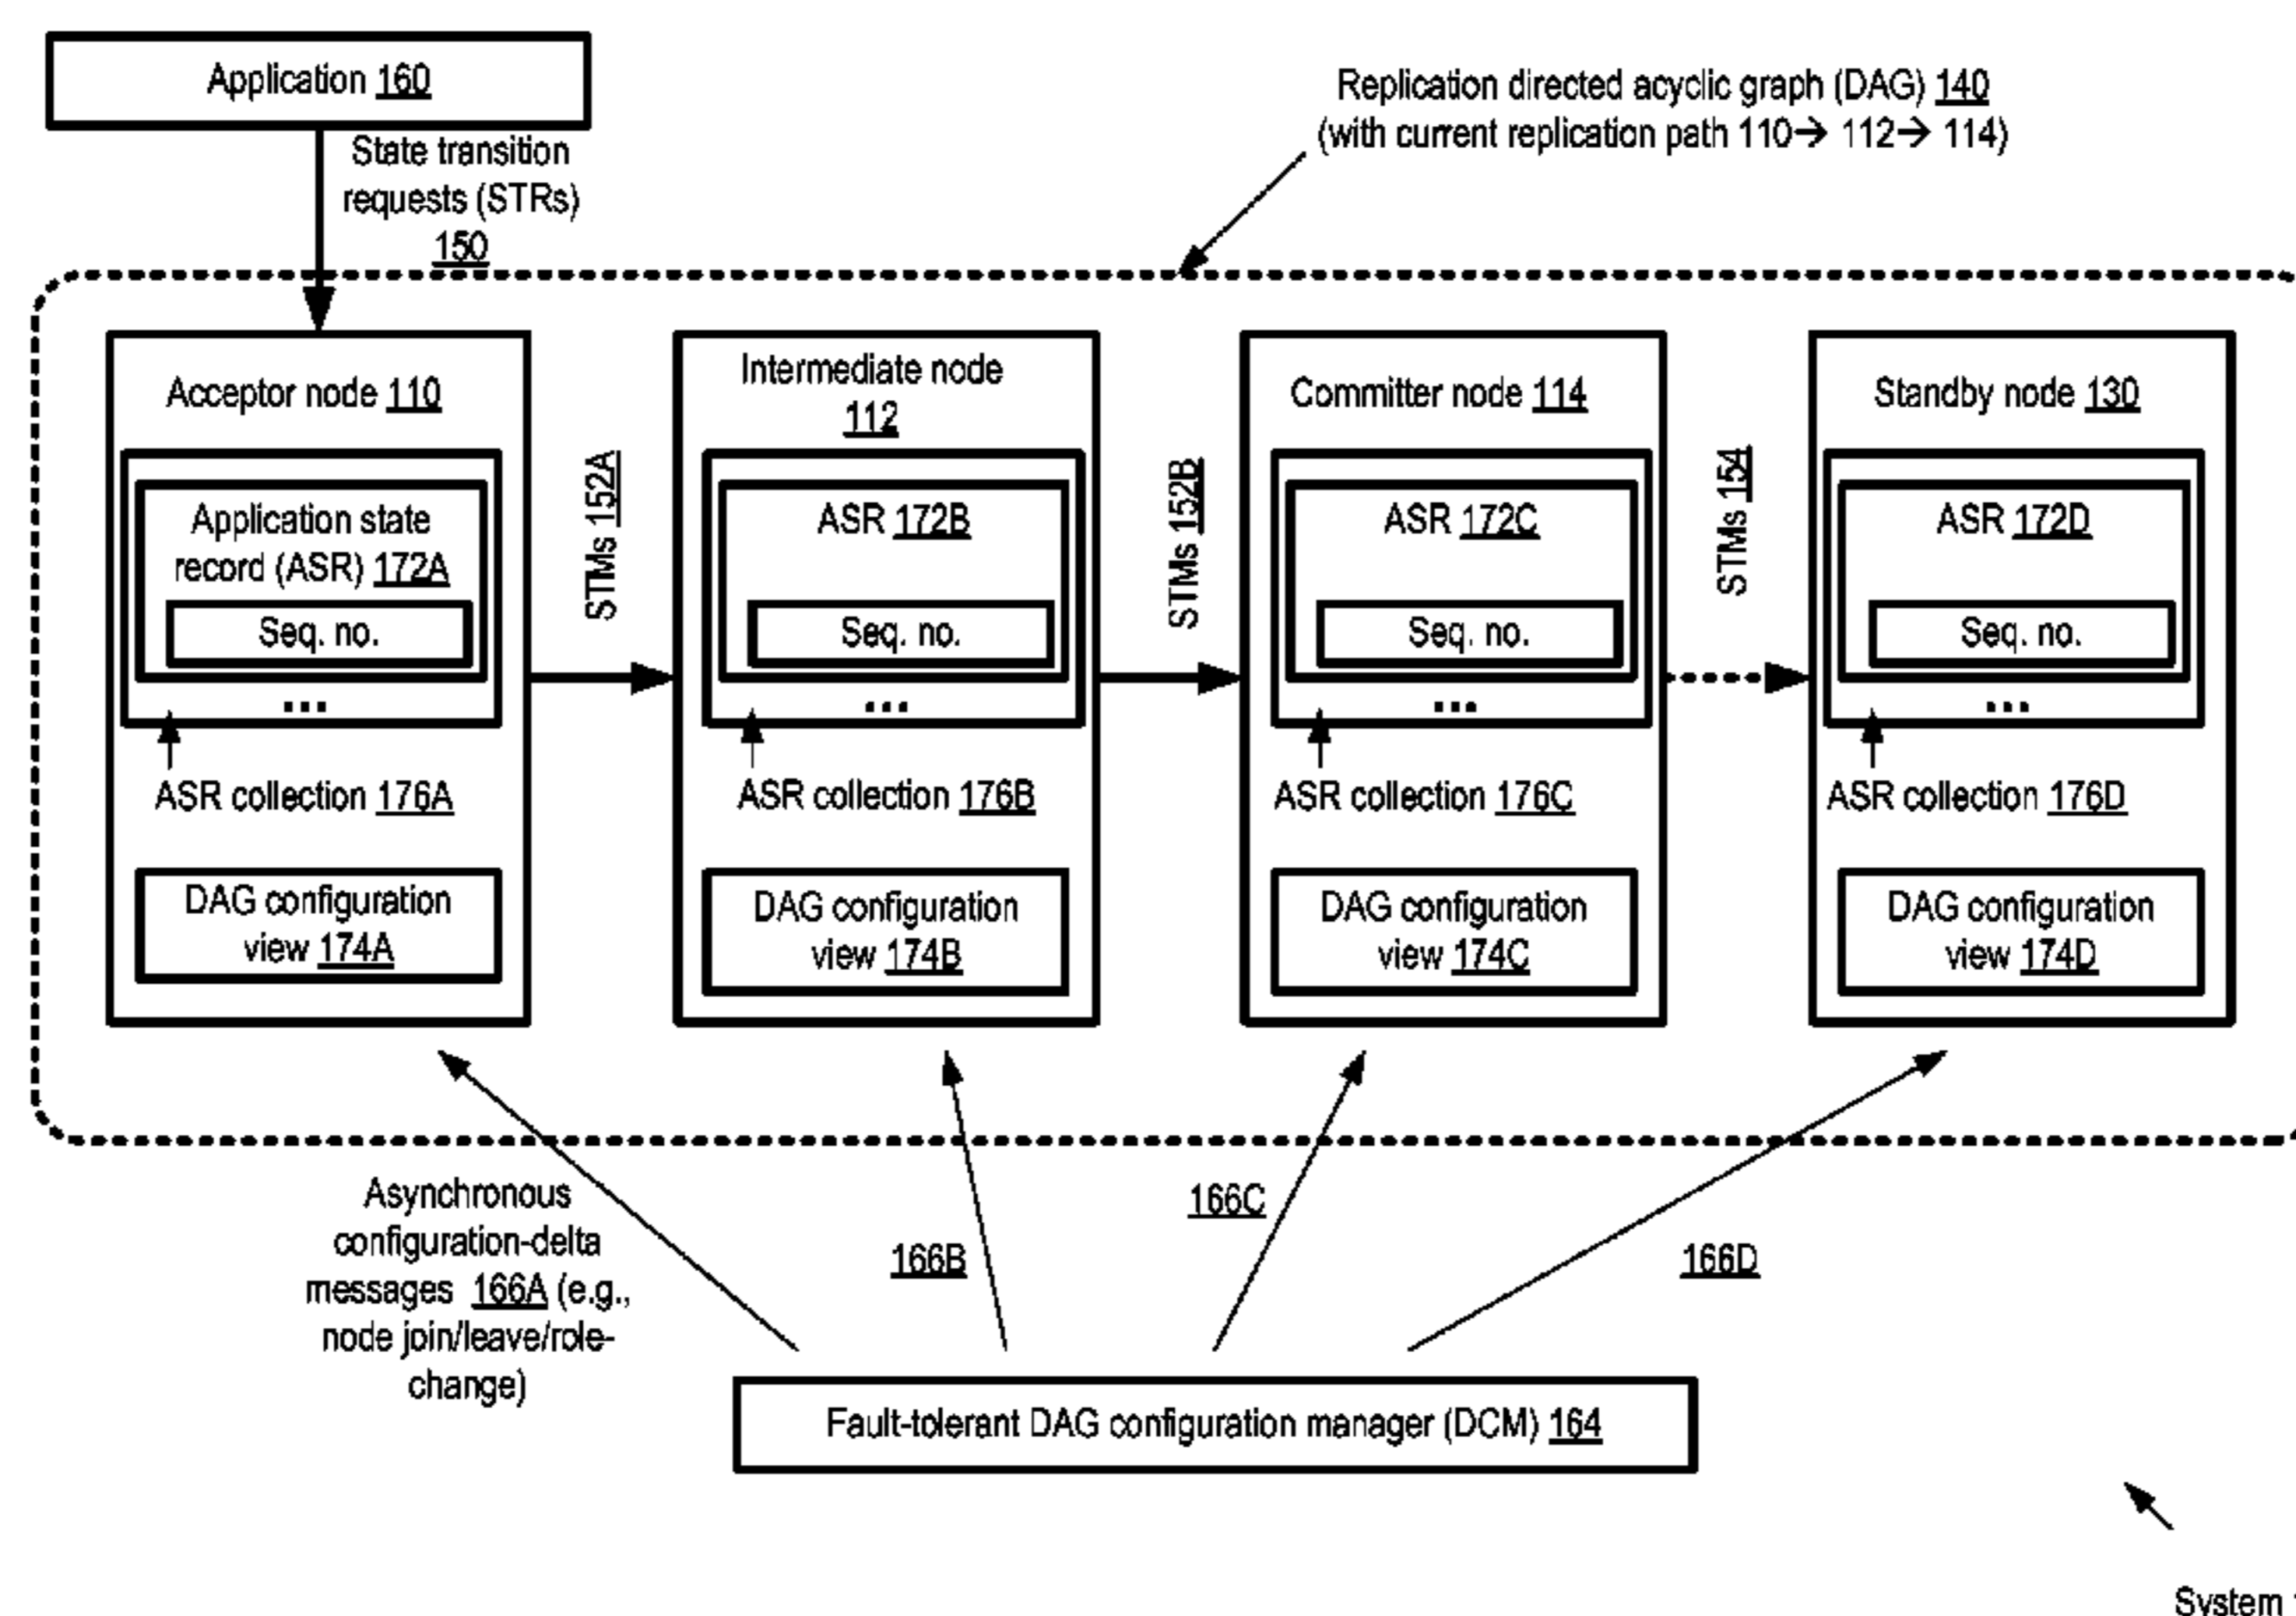 Application 160
State transition
requests (STRs)
150
Replication directed acyclic graph (DAG) 140
(with current replication path 110→ 112→ 114)
Acceptor node 110
Application state
record (ASR) 172A
Seq. no.
...
ASR collection 176A
DAG configuration
view 174A
STMs 152A
Intermediate node
112
ASR 172B
Seq. no.
...
ASR collection 176B
DAG configuration
view 174B
STMs 152B
Committer node 114
ASR 172C
Seq. no.
...
ASR collection 176C
DAG configuration
view 174C
STMs 154
Standby node 130
ASR 172D
Seq. no.
...
ASR collection 176D
DAG configuration
view 174D
Asynchronous
configuration-delta
messages 166A (e.g.,
node join/leave/role-
change)
166B
166C
166D
Fault-tolerant DAG configuration manager (DCM) 164
System